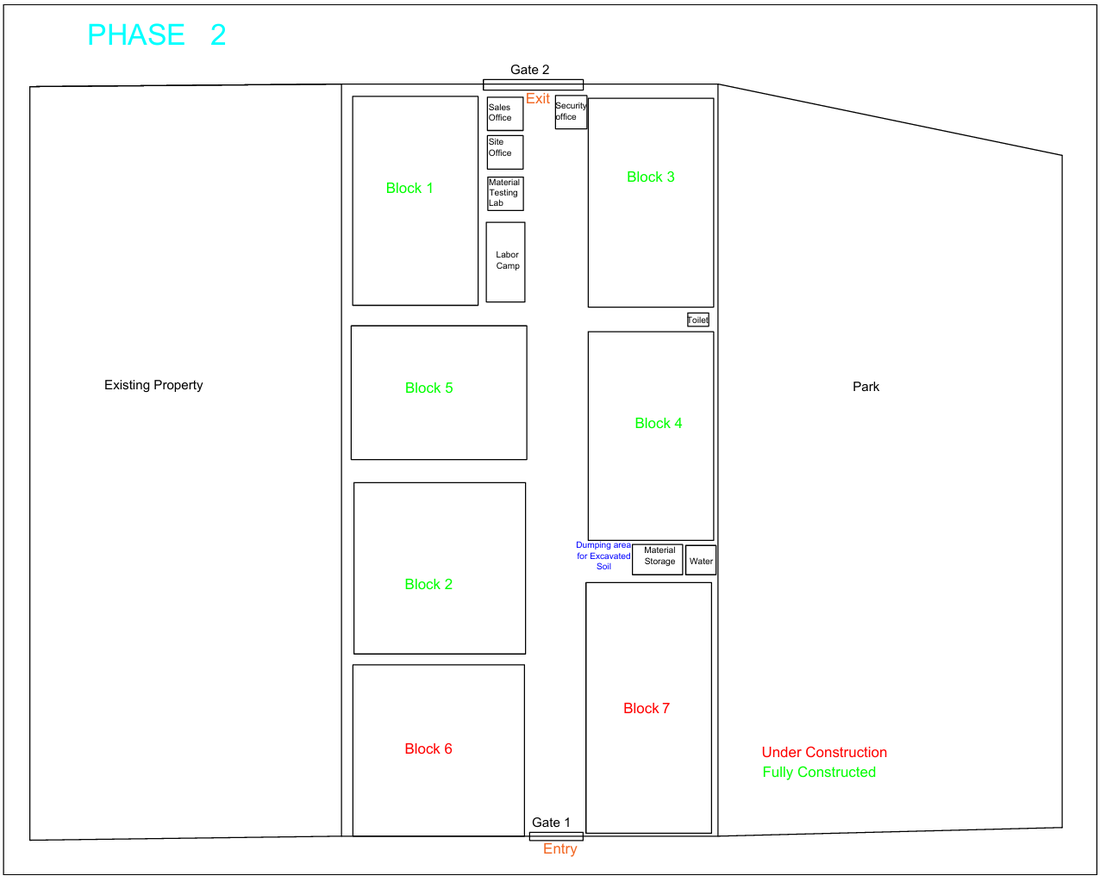 PHASE 2
Gate 2
Exit
Sales
Office
Security
office
Site
Office
Material
Testing
Lab
Block 1
Block 3
Labor
Camp
Toilet
Existing Property
Block 5
Park
Block 4
Dumping area
for Excavated
Soil
Material
Storage
Water
Block 2
Block 7
Block 6
Under Construction
Fully Constructed
Gate 1
Entry